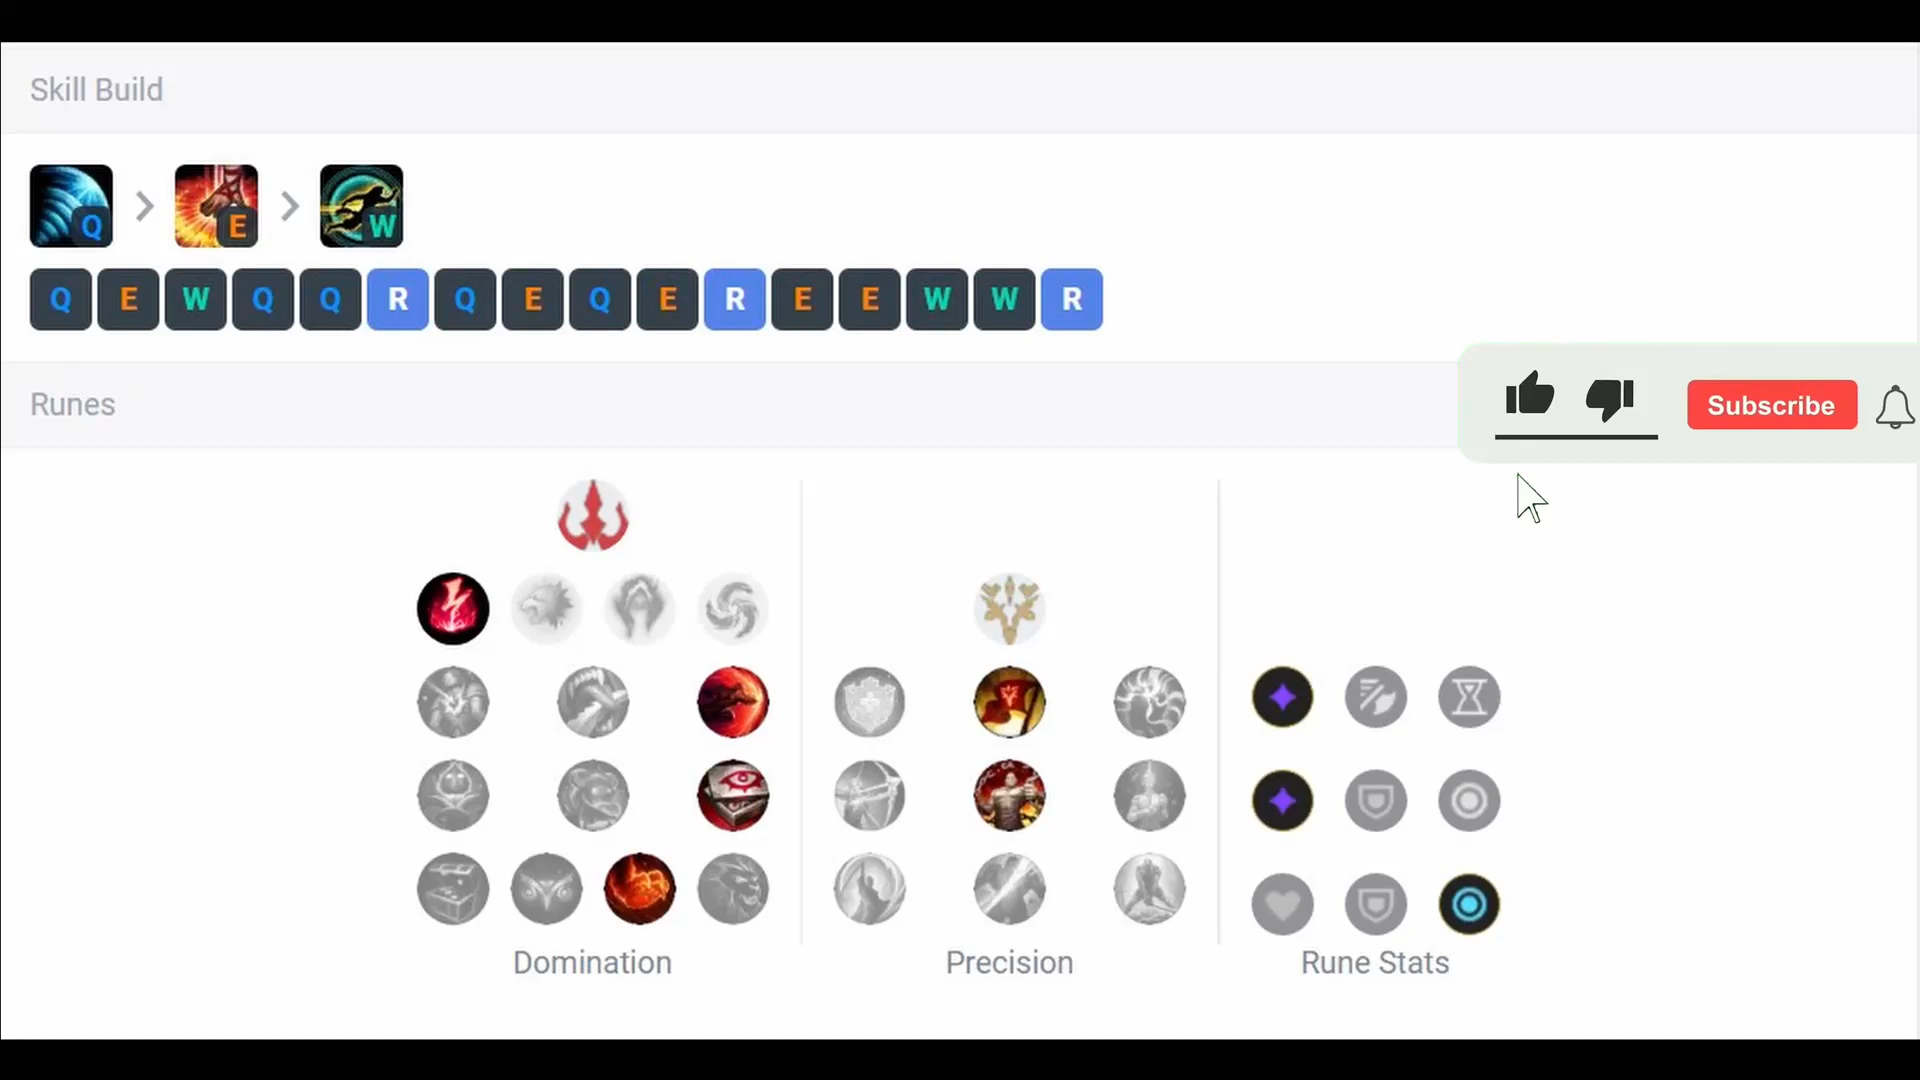 Skill Build
Q E W
Q E W Q Q R Q E Q E R E E W W R
Runes
Subscribe
Domination
Precision
Rune Stats